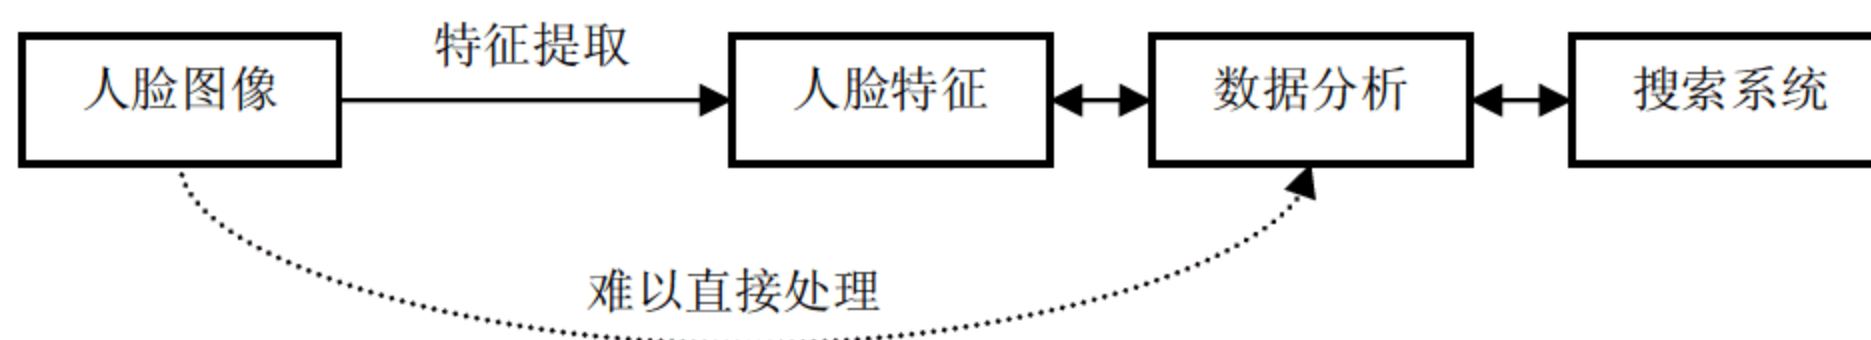 特征提取
人脸图像
人脸特征
数据分析
搜索系统
难以直接处理